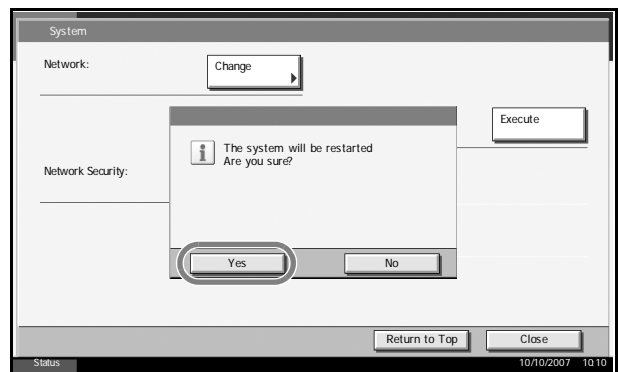 System
Network:
Change
Execute
The system will be restarted
Are you sure?
Network Security:
Yes
No
Return to Top
Close
Status
10/10/2007 10:10